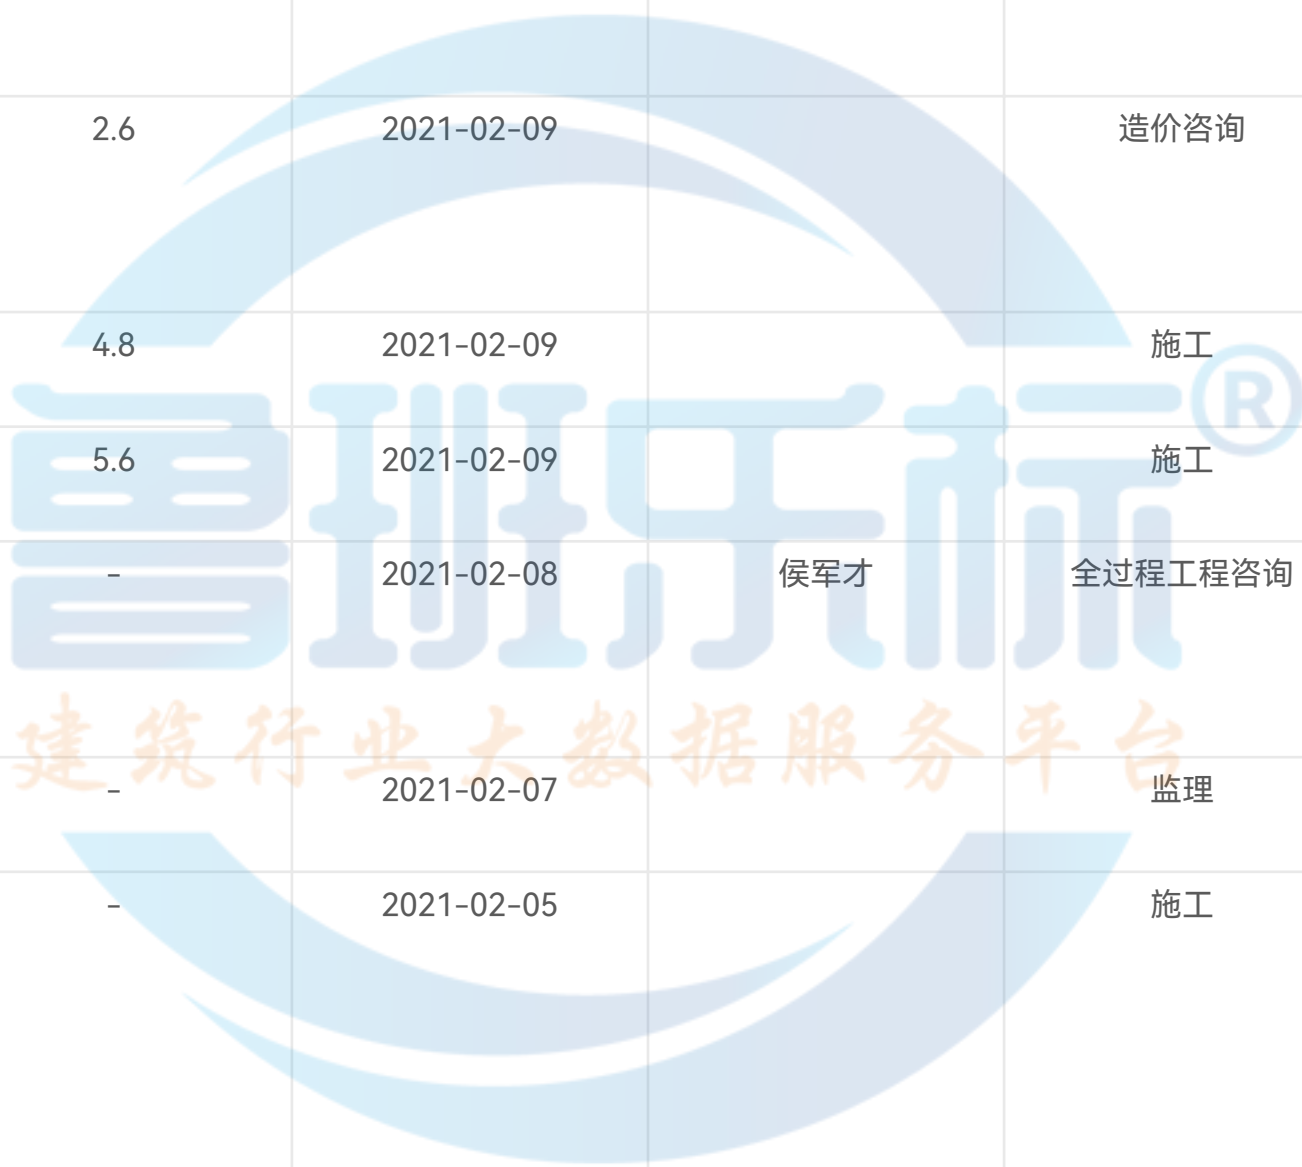 2.6 2021-02-09 造价咨询
4.8 2021-02-09 施工
®
鲁班乐标
5.6 2021-02-09 施工
- 2021-02-08 侯军才 全过程工程咨询
建筑行业大数据服务平台
- 2021-02-07 监理
- 2021-02-05 施工